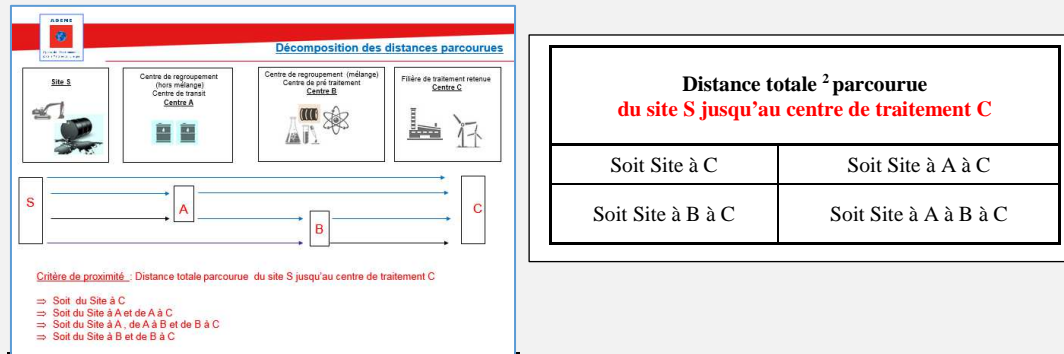 ADEME
Décomposition des distances parcourues
Site S
Centre de regroupement
(hors mélange)
Centre de transit
Centre A
Centre de regroupement (mélange)
Centre de pré traitement
Centre B
Filière de traitement retenue
Centre C
S
A
B
C
Critère de proximité : Distance totale parcourue du site S jusqu'au centre de traitement C
⇒ Soit du Site à C
⇒ Soit du Site à A et de A à C
⇒ Soit du Site à A , de A à B et de B à C
⇒ Soit du Site à B et de B à C
Distance totale ² parcourue
du site S jusqu'au centre de traitement C
Soit Site à C
Soit Site à A à C
Soit Site à B à C
Soit Site à A à B à C